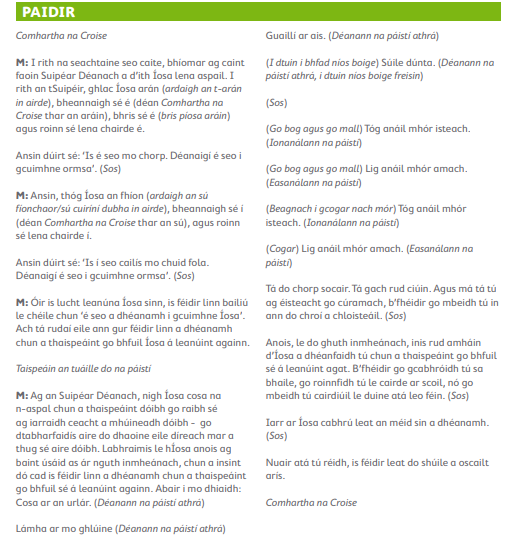 PAIDIR
Comhartha na Croise
M: I rith na seachtaine seo caite, bhíomar ag caint
faoin Suipéar Déanach a d'ith Íosa lena aspail. I
rith an tSuipéir, ghlac Íosa arán (ardaigh an t-arán
in airde), bheannaigh sé é (déan Comhartha na
Croise thar an aráin), bhris sé é (bris píosa aráin)
agus roinn sé lena chairde é.
Ansin dúirt sé: 'Is é seo mo chorp. Déanaigí é seo i
gcuimhne ormsa'. (Sos)
M: Ansin, thóg Íosa an fhíon (ardaigh an sú
fíonchaor/sú cuiríní dubha in airde), bheannaigh sé í
(déan Comhartha na Croise thar an sú), agus roinn
sé lena chairde í.
Ansin dúirt sé: 'Is í seo cailís mo chuid fola.
Déanaigí é seo i gcuimhne ormsa'. (Sos)
M: Óir is lucht leanúna Íosa sinn, is féidir linn bailiú
le chéile chun 'é seo a dhéanamh i gcuimhne Íosa'.
Ach tá rudaí eile ann gur féidir linn a dhéanamh
chun a thaispeáint go bhfuil Íosa á leanúint againn.
Taispeáin an tuáille do na páistí
M: Ag an Suipéar Déanach, nigh Íosa cosa na
n-aspal chun a thaispeáint dóibh go raibh sé
ag iarraidh ceacht a mhúineadh dóibh - go
dtabharfaidís aire do dhaoine eile díreach mar a
thug sé aire dóibh. Labhraimis le hÍosa anois ag
baint úsáid as ár nguth inmheánach, chun a insint
dó cad is féidir linn a dhéanamh chun a thaispeáint
go bhfuil sé á leanúint againn. Abair i mo dhiaidh:
Cosa ar an urlár. (Déanann na páistí athrá)
Lámha ar mo ghlúine (Déanann na páistí athrá)
Guaillí ar ais. (Déanann na páistí athrá)
(I dtuin i bhfad níos boige) Súile dúnta. (Déanann na
páistí athrá, i dtuin níos boige freisin)
(Sos)
(Go bog agus go mall) Tóg anáil mhór isteach.
(Ionanálann na páistí)
(Go bog agus go mall) Lig anáil mhór amach.
(Easanálann na páistí)
(Beagnach i gcogar nach mór) Tóg anáil mhór
isteach. (Ionanálann na páistí)
(Cogar) Lig anáil mhór amach. (Easanálann na
páistí)
Tá do chorp socair. Tá gach rud ciúin. Agus má tá tú
ag éisteacht go cúramach, b'fhéidir go mbeidh tú in
ann do chroí a chloisteáil. (Sos)
Anois, le do ghuth inmheánach, inis rud amháin
d'Íosa a dhéanfaidh tú chun a thaispeáint go bhfuil
sé á leanúint agat. B'fhéidir go gcabhróidh tú sa
bhaile, go roinnfidh tú le cairde ar scoil, nó go
mbeidh tú cairdiúil le duine atá leo féin. (Sos)
Iarr ar Íosa cabhrú leat an méid sin a dhéanamh.
(Sos)
Nuair atá tú réidh, is féidir leat do shúile a oscailt
arís.
Comhartha na Croise